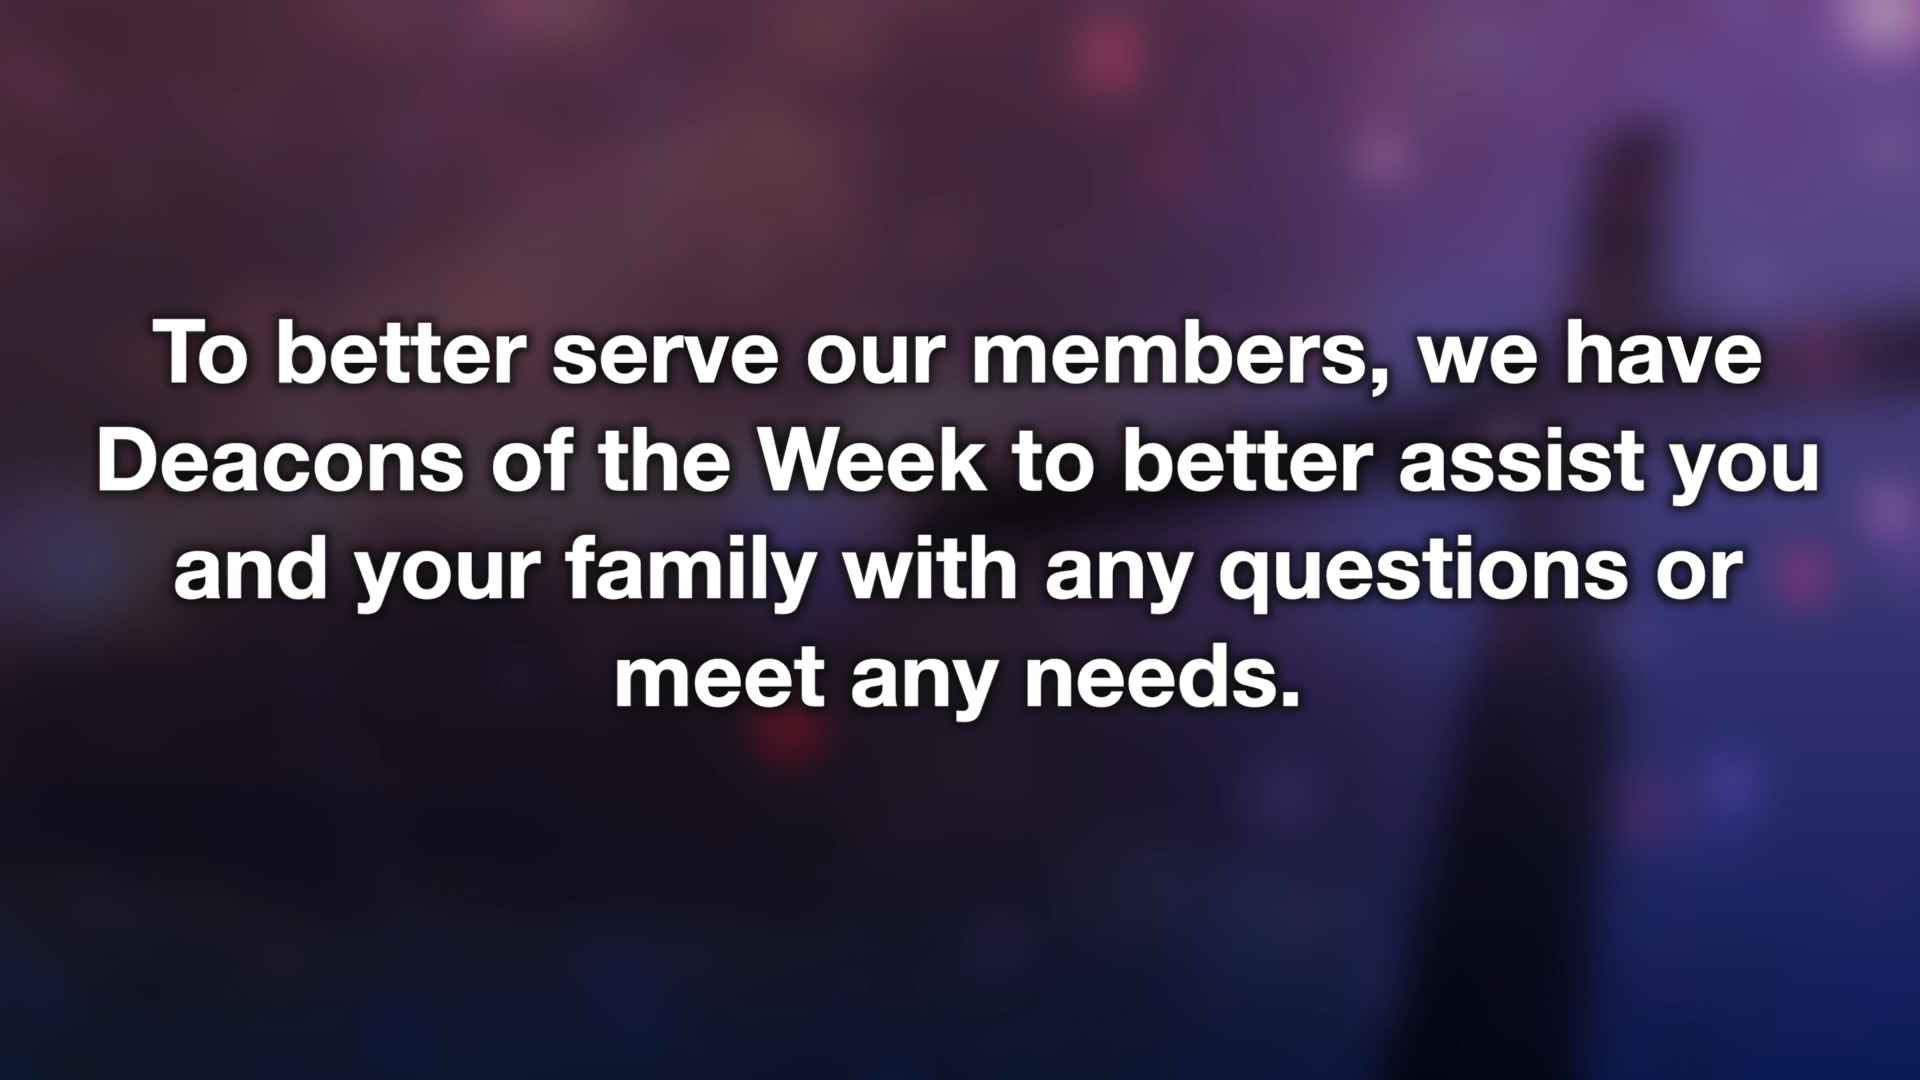 To better serve our members, we have
Deacons of the Week to better assist you
and your family with any questions or
meet any needs.